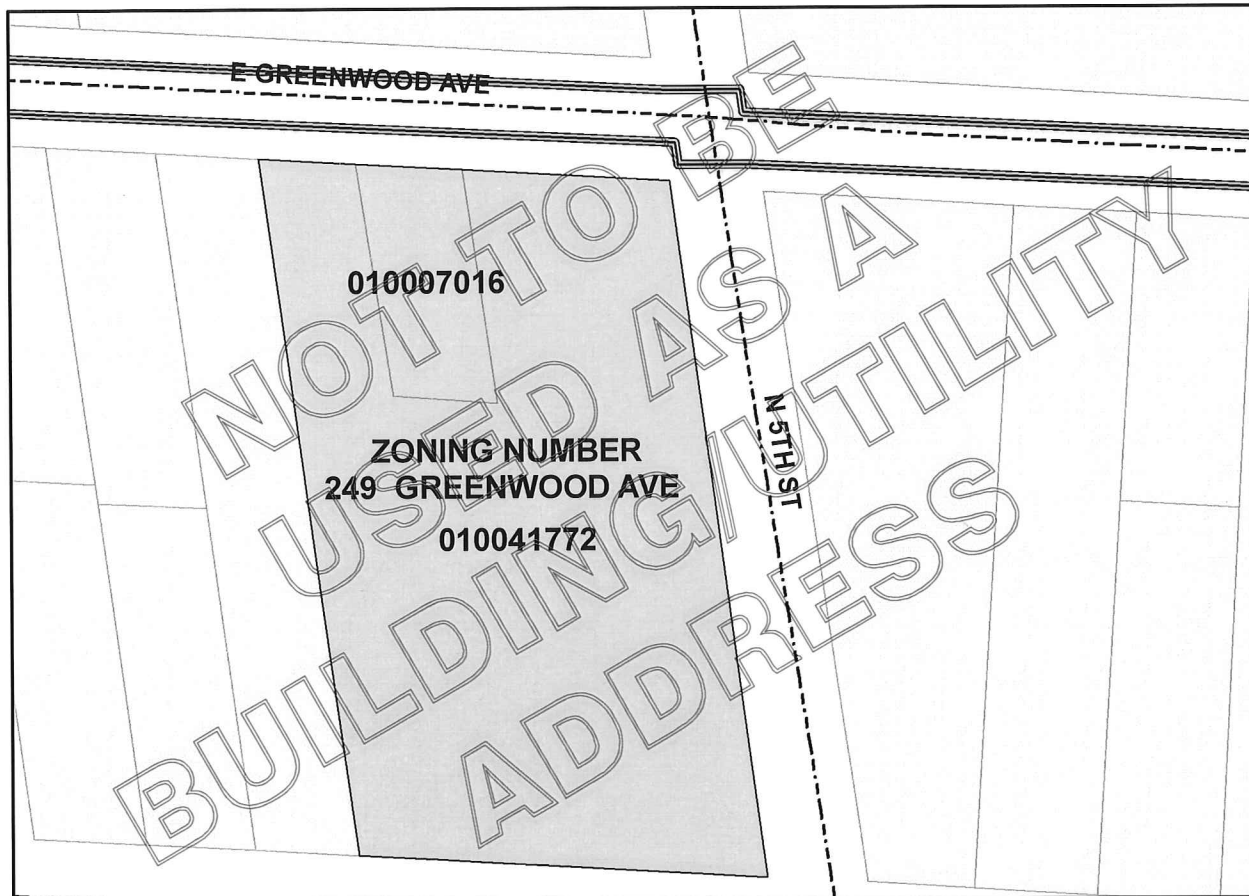 E GREENWOOD AVE
010007016
ZONING NUMBER
249 GREENWOOD AVE
010041772
N 5TH ST
NOT TO BE
USED AS A
BUILDING/UTILITY
ADDRESS